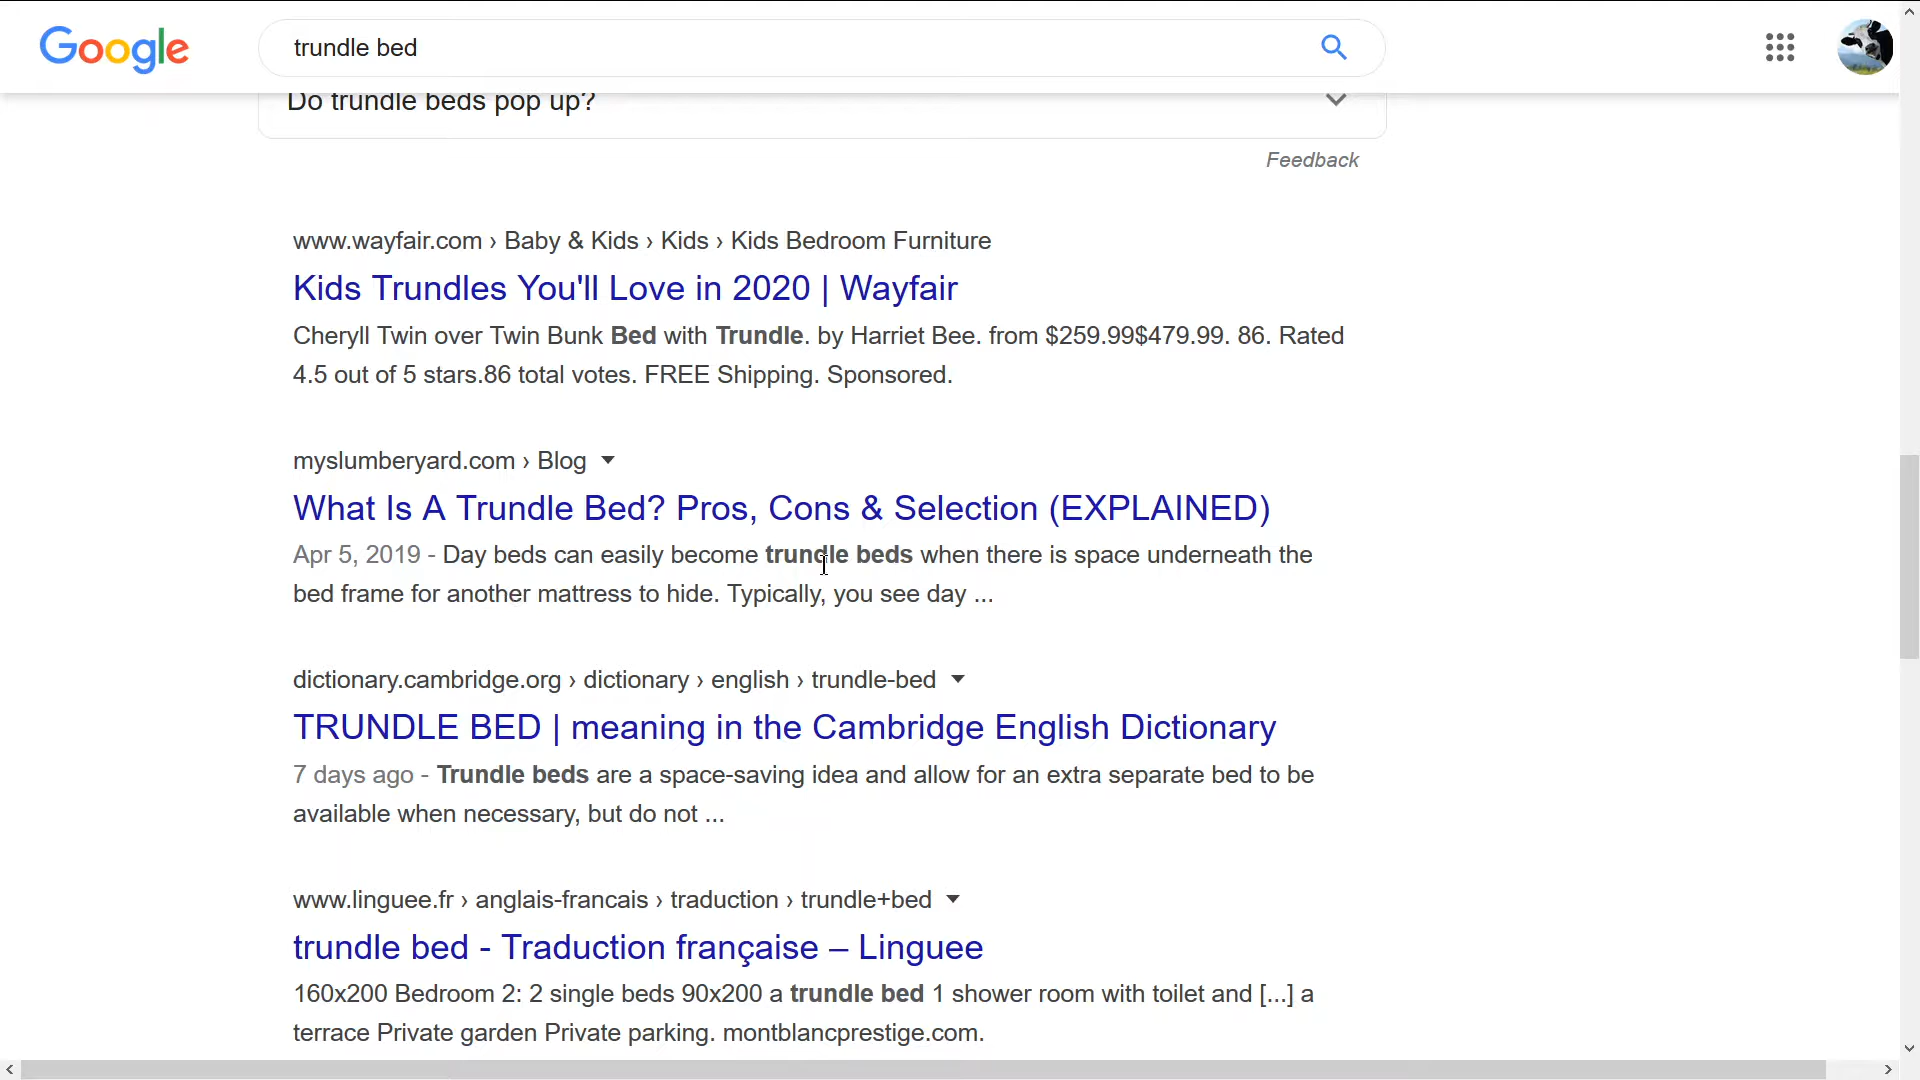 Google
trundle bed
Do trundle beds pop up?
Feedback
www.wayfair.com › Baby & Kids › Kids › Kids Bedroom Furniture
Kids Trundles You'll Love in 2020 | Wayfair
Cheryll Twin over Twin Bunk Bed with Trundle. by Harriet Bee. from $259.99$479.99. 86. Rated
4.5 out of 5 stars.86 total votes. FREE Shipping. Sponsored.
myslumberyard.com › Blog
What Is A Trundle Bed? Pros, Cons & Selection (EXPLAINED)
Apr 5, 2019 - Day beds can easily become trundle beds when there is space underneath the
bed frame for another mattress to hide. Typically, you see day ...
dictionary.cambridge.org › dictionary › english › trundle-bed
TRUNDLE BED | meaning in the Cambridge English Dictionary
7 days ago - Trundle beds are a space-saving idea and allow for an extra separate bed to be
available when necessary, but do not ...
www.linguee.fr › anglais-francais › traduction › trundle+bed
trundle bed - Traduction française – Linguee
160x200 Bedroom 2: 2 single beds 90x200 a trundle bed 1 shower room with toilet and [...] a
terrace Private garden Private parking. montblancprestige.com.